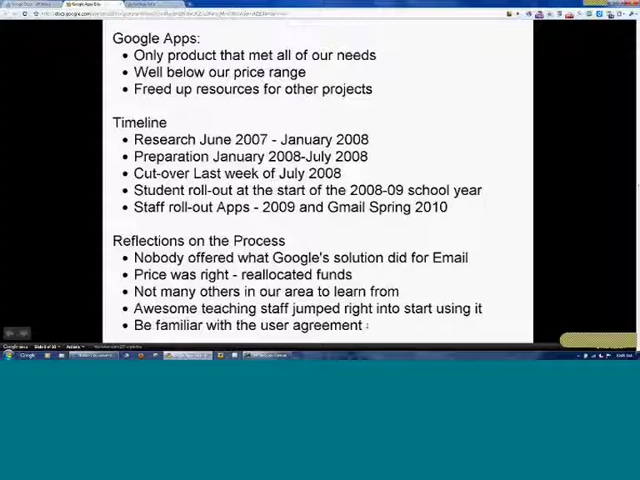 Google Apps:
Only product that met all of our needs
Well below our price range
Freed up resources for other projects
Timeline
Research June 2007 - January 2008
Preparation January 2008-July 2008
Cut-over Last week of July 2008
Student roll-out at the start of the 2008-09 school year
Staff roll-out Apps - 2009 and Gmail Spring 2010
Reflections on the Process
Nobody offered what Google's solution did for Email
Price was right - reallocated funds
Not many others in our area to learn from
Awesome teaching staff jumped right into start using it
Be familiar with the user agreement